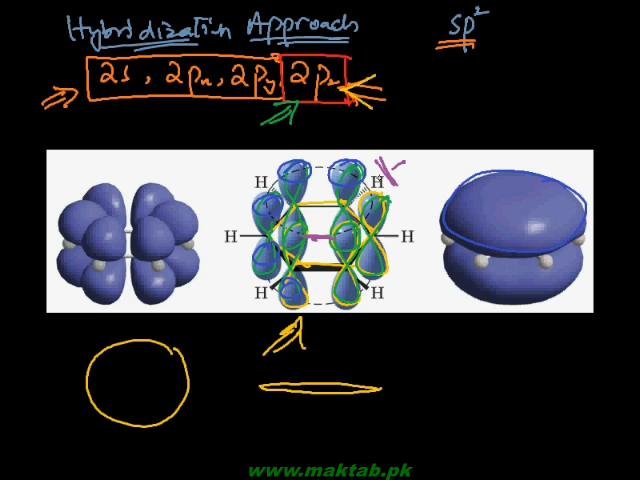 Hybridization Approach
sp²
2s, 2px, 2py, 2pz
H H
H H
H H
www.maktab.pk